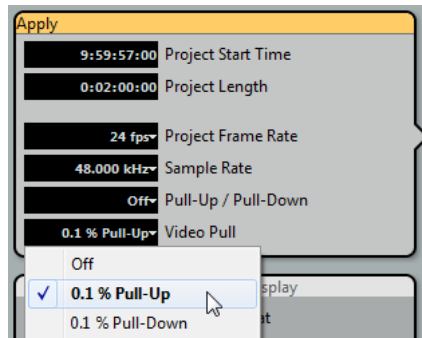 Apply
9:59:57:00 Project Start Time
0:02:00:00 Project Length
24 fps Project Frame Rate
48.000 kHz Sample Rate
Off Pull-Up / Pull-Down
0.1 % Pull-Up Video Pull
Off
0.1 % Pull-Up
0.1 % Pull-Down